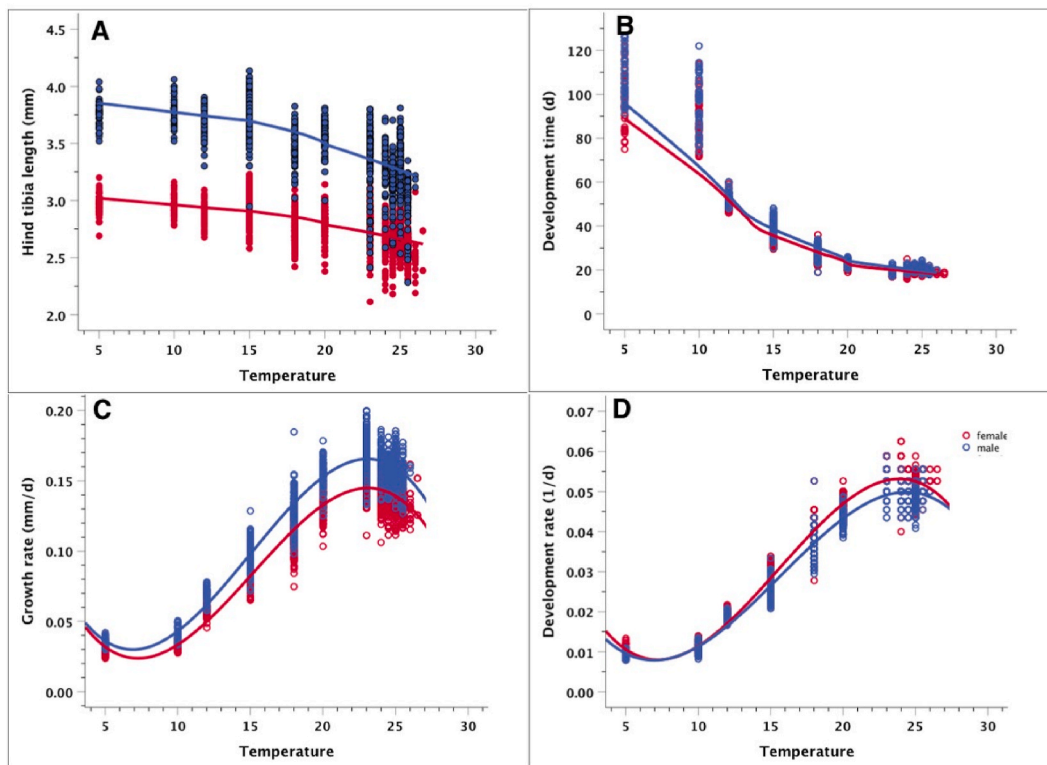 A
Hind tibia length (mm)
4.5
4.0
3.5
3.0
2.5
2.0
5 10 15 20 25 30
Temperature
B
Development time (d)
120
100
80
60
40
20
0
5 10 15 20 25 30
Temperature
C
Growth rate (mm/d)
0.20
0.15
0.10
0.05
0.00
5 10 15 20 25 30
Temperature
D
Development rate (1/d)
0.07
0.06
0.05
0.04
0.03
0.02
0.01
0.00
5 10 15 20 25 30
Temperature
female
male